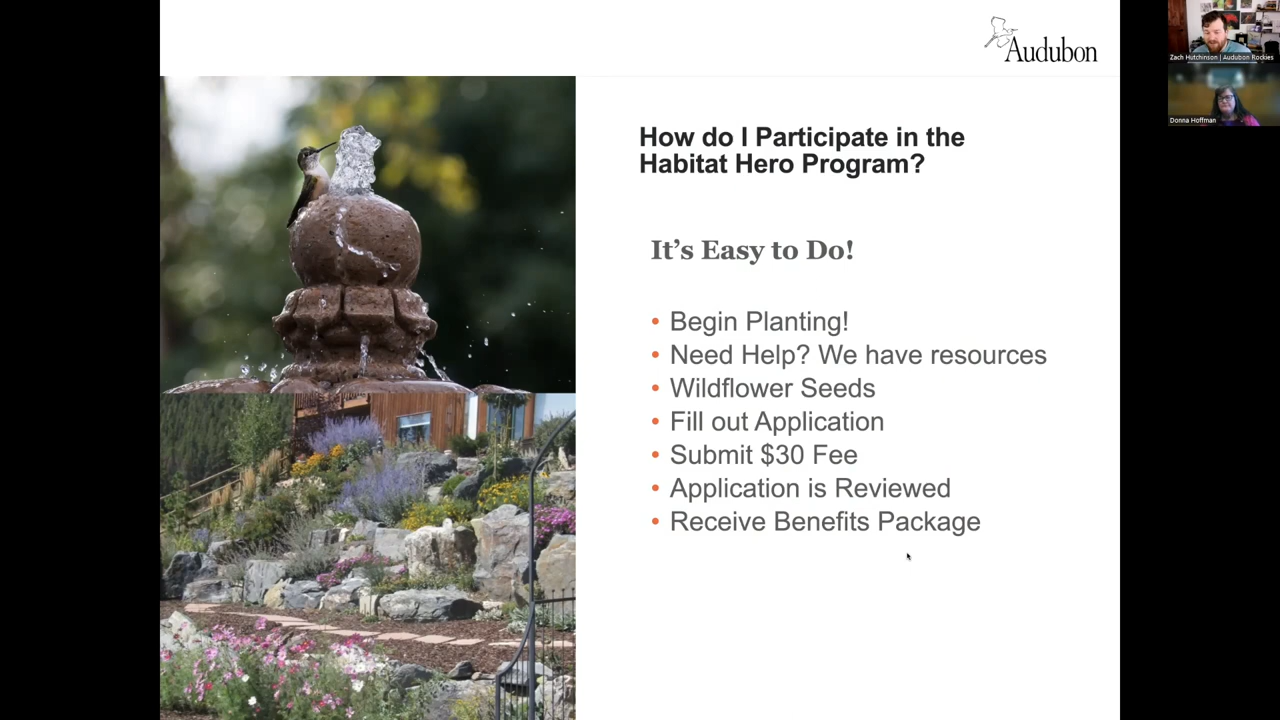 Audubon
Zach Hutchinson | Audubon Rockies
Donna Hoffman
How do I Participate in the
Habitat Hero Program?
It's Easy to Do!
• Begin Planting!
• Need Help? We have resources
• Wildflower Seeds
• Fill out Application
• Submit $30 Fee
• Application is Reviewed
• Receive Benefits Package